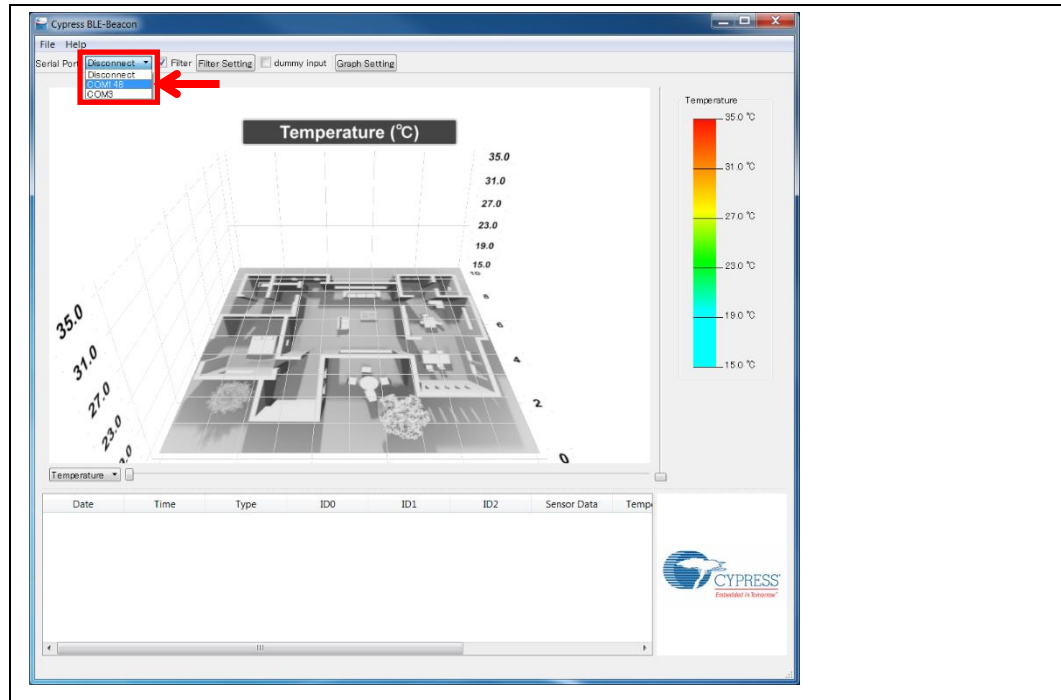 Cypress BLE-Beacon
File Help
Serial Port Disconnect Filter Filter Setting dummy input Graph Setting
Disconnect
COM148
COM3
Temperature (°C)
35.0
31.0
27.0
23.0
19.0
15.0
10
8
6
4
2
0
35.0
31.0
27.0
23.0
Temperature
35.0 °C
31.0 °C
27.0 °C
23.0 °C
19.0 °C
15.0 °C
Temperature
Date Time Type ID0 ID1 ID2 Sensor Data Tempe
CYPRESS
Embedded in Tomorrow™